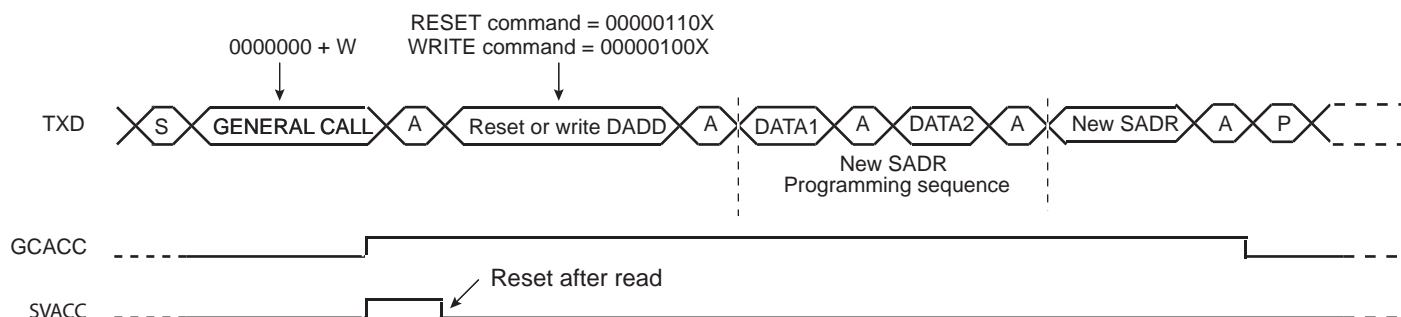 RESET command = 00000110X
0000000 + W
WRITE command = 00000100X
TXD
S
GENERAL CALL
A
Reset or write DADD
A
DATA1
A
DATA2
A
New SADR
A
P
New SADR
Programming sequence
GCACC
Reset after read
SVACC